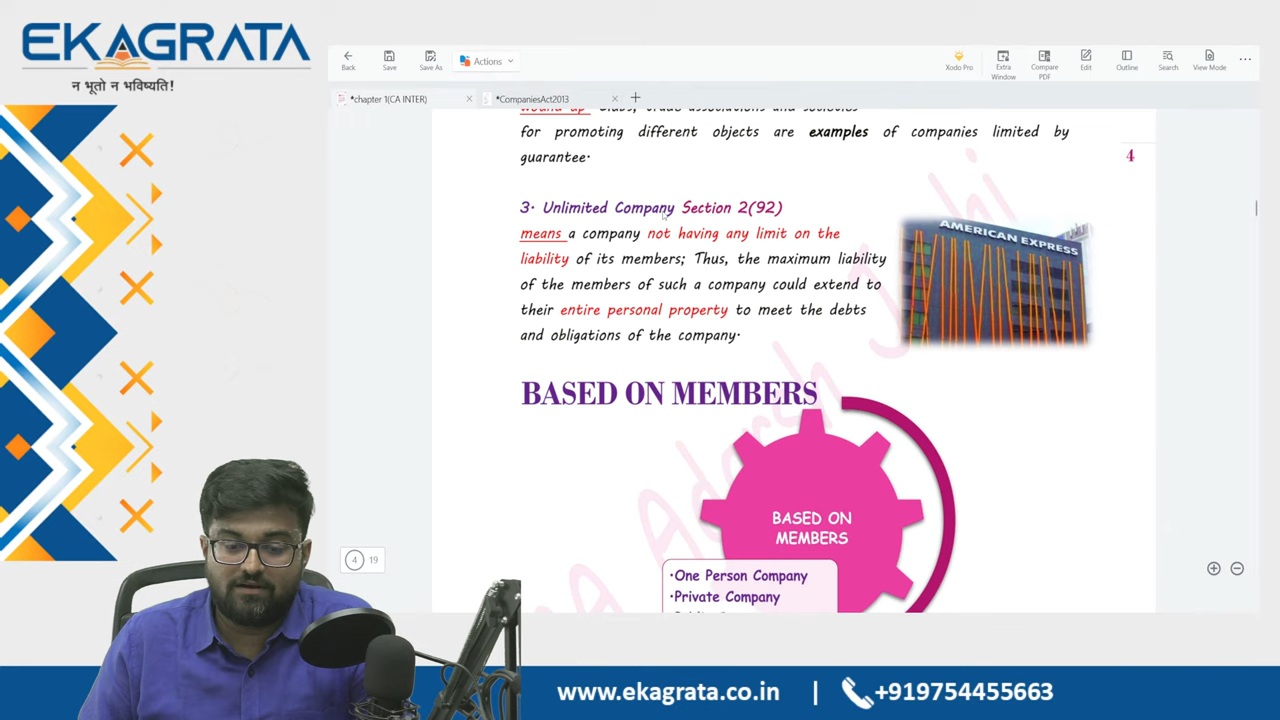 EKAGRATA
न भूतो न भविष्यति!
Back
Save
Save As
Actions
Xodo Pro
Extra Window
Compare PDF
Edit
Outline
Search
View Mode
*chapter 1(CA INTER)
*CompaniesAct2013
for promoting different objects are examples of companies limited by
guarantee.
4
3. Unlimited Company Section 2(92)
means a company not having any limit on the
liability of its members; Thus, the maximum liability
of the members of such a company could extend to
their entire personal property to meet the debts
and obligations of the company.
AMERICAN EXPRESS
BASED ON MEMBERS
BASED ON
MEMBERS
•One Person Company
•Private Company
4 19
Adarsh Joshi
www.ekagrata.co.in | +919754455663